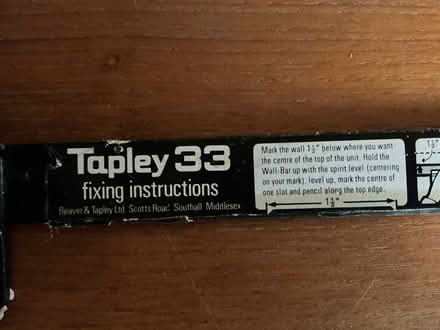 Tapley 33
fixing instructions
Beaver & Tapley Ltd Scotts Road Southall Middlesex
Mark the wall 1½" below where you want
the centre of the top of the unit. Hold the
Wall-Bar up with the spirit level (centering
on your mark), level up, mark the centre of
one slot and pencil along the top edge.
1½"
1½"